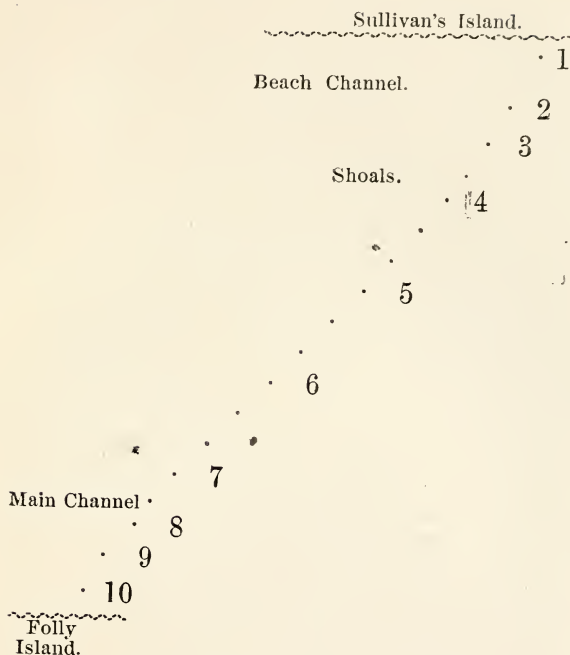 Sullivan's Island.
1
Beach Channel.
2
3
Shoals.
4
5
6
7
Main Channel
8
9
10
Folly
Island.